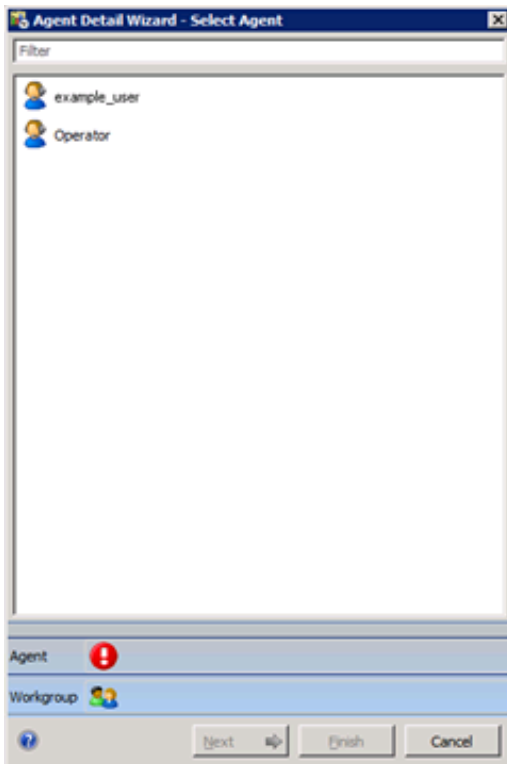 Agent Detail Wizard - Select Agent
Filter
example_user
Operator
Agent
Workgroup
Next Finish Cancel